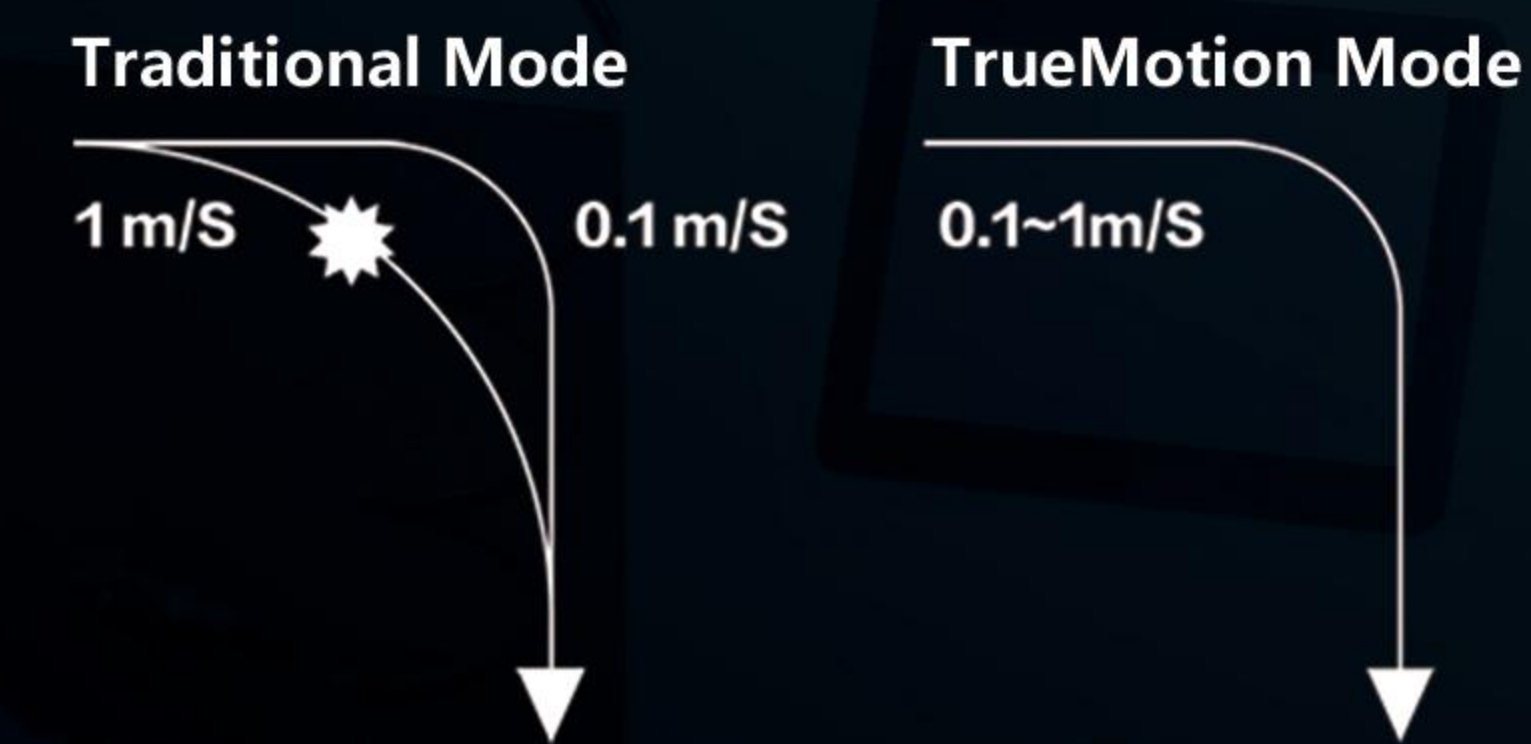 Traditional Mode
TrueMotion Mode
1 m/S
0.1 m/S
0.1~1m/S